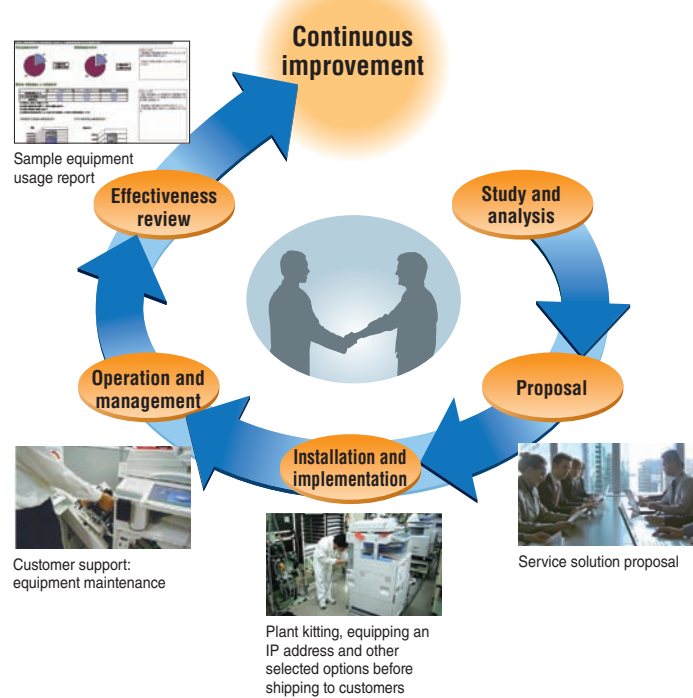 Continuous
improvement
Sample equipment
usage report
Effectiveness
review
Study and
analysis
Operation and
management
Proposal
Installation and
implementation
Customer support:
equipment maintenance
Service solution proposal
Plant kitting, equipping an
IP address and other
selected options before
shipping to customers